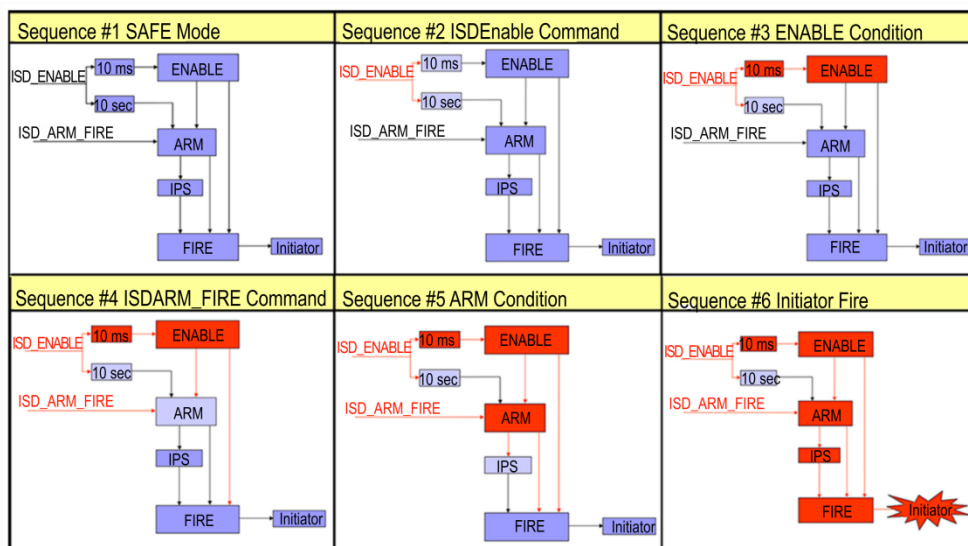 Sequence #1 SAFE Mode
10 ms
ENABLE
ISD_ENABLE
10 sec
ISD_ARM_FIRE
ARM
IPS
FIRE
Initiator
Sequence #2 ISDEnable Command
10 ms
ENABLE
ISD_ENABLE
10 sec
ISD_ARM_FIRE
ARM
IPS
FIRE
Initiator
Sequence #3 ENABLE Condition
10 ms
ENABLE
ISD_ENABLE
10 sec
ISD_ARM_FIRE
ARM
IPS
FIRE
Initiator
Sequence #4 ISDARM_FIRE Command
10 ms
ENABLE
ISD_ENABLE
10 sec
ISD_ARM_FIRE
ARM
IPS
FIRE
Initiator
Sequence #5 ARM Condition
10 ms
ENABLE
ISD_ENABLE
10 sec
ISD_ARM_FIRE
ARM
IPS
FIRE
Initiator
Sequence #6 Initiator Fire
10 ms
ENABLE
ISD_ENABLE
10 sec
ISD_ARM_FIRE
ARM
IPS
FIRE
Initiator